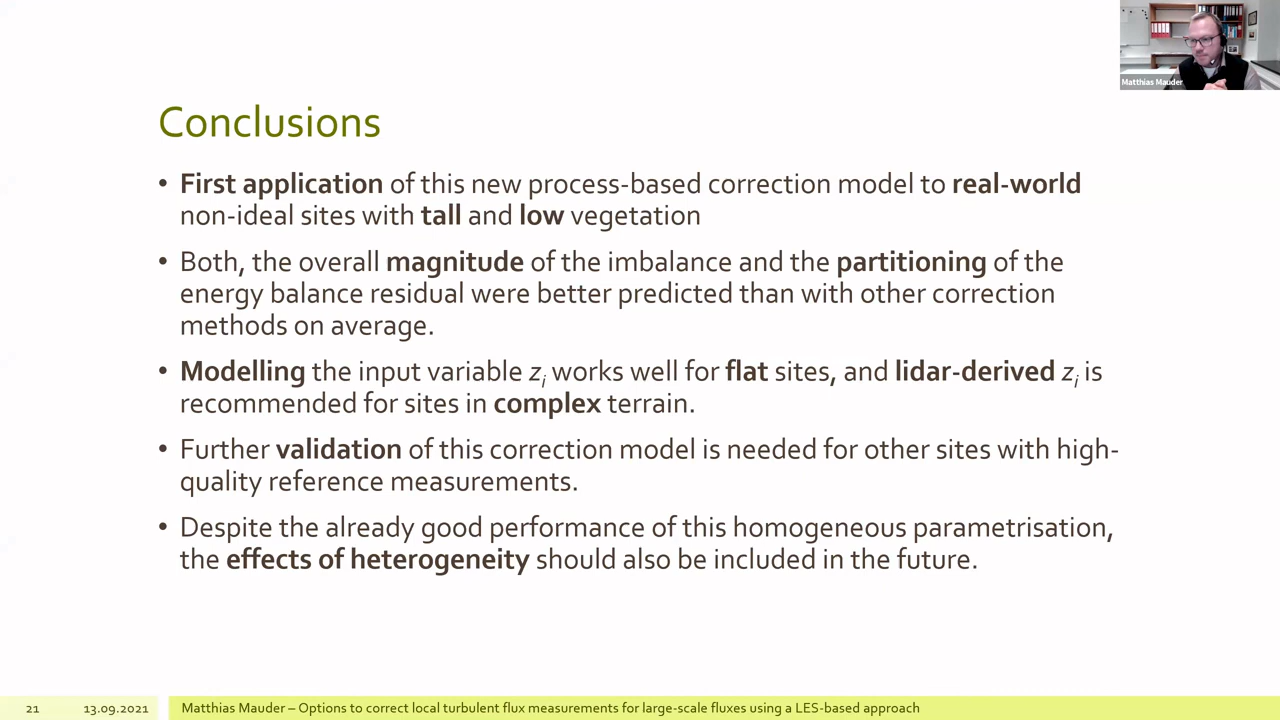 Matthias Mauder
Conclusions
• First application of this new process-based correction model to real-world
non-ideal sites with tall and low vegetation
• Both, the overall magnitude of the imbalance and the partitioning of the
energy balance residual were better predicted than with other correction
methods on average.
• Modelling the input variable zi works well for flat sites, and lidar-derived zi is
recommended for sites in complex terrain.
• Further validation of this correction model is needed for other sites with high-
quality reference measurements.
• Despite the already good performance of this homogeneous parametrisation,
the effects of heterogeneity should also be included in the future.
21 13.09.2021 Matthias Mauder – Options to correct local turbulent flux measurements for large-scale fluxes using a LES-based approach